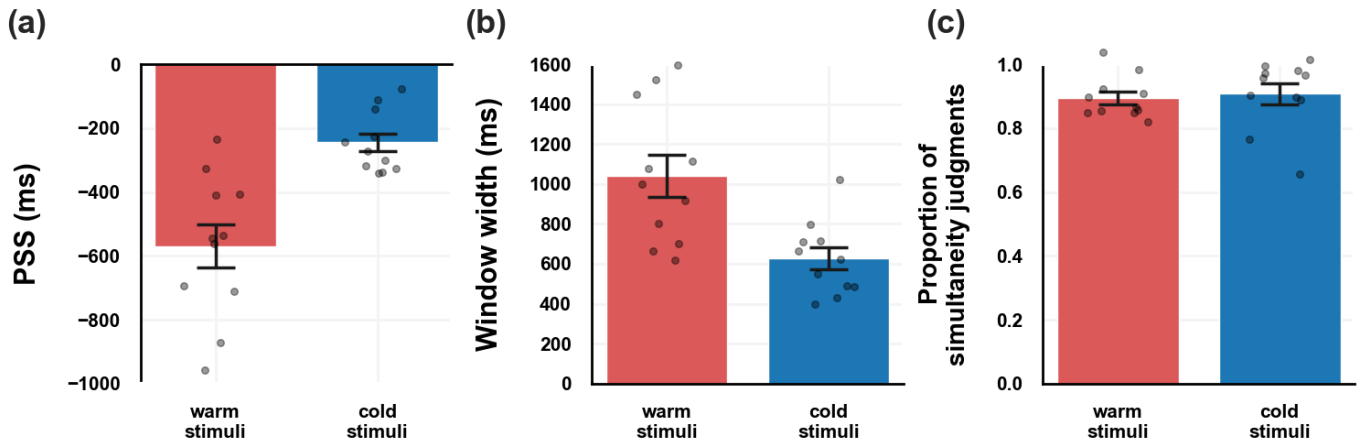 (a)
PSS (ms)
0
−200
−400
−600
−800
−1000
warm
stimuli
cold
stimuli
(b)
Window width (ms)
1600
1400
1200
1000
800
600
400
200
0
warm
stimuli
cold
stimuli
(c)
Proportion of
simultaneity judgments
1.0
0.8
0.6
0.4
0.2
0.0
warm
stimuli
cold
stimuli